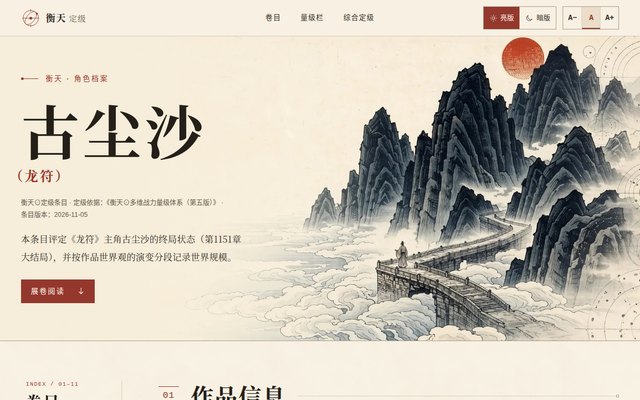 衡天 定级
卷目 量级栏 综合定级
亮版 暗版 A− A A+
衡天 · 角色档案
古尘沙
（龙符）
衡天⊙定级条目 · 定级依据：《衡天⊙多维战力量级体系（第五版）》 ·
条目版本：2026-11-05
本条目评定《龙符》主角古尘沙的终局状态（第1151章
大结局），并按作品世界观的演变分段记录世界规模。
展卷阅读 ↓
INDEX / 01–11
卷目
01 作品信息